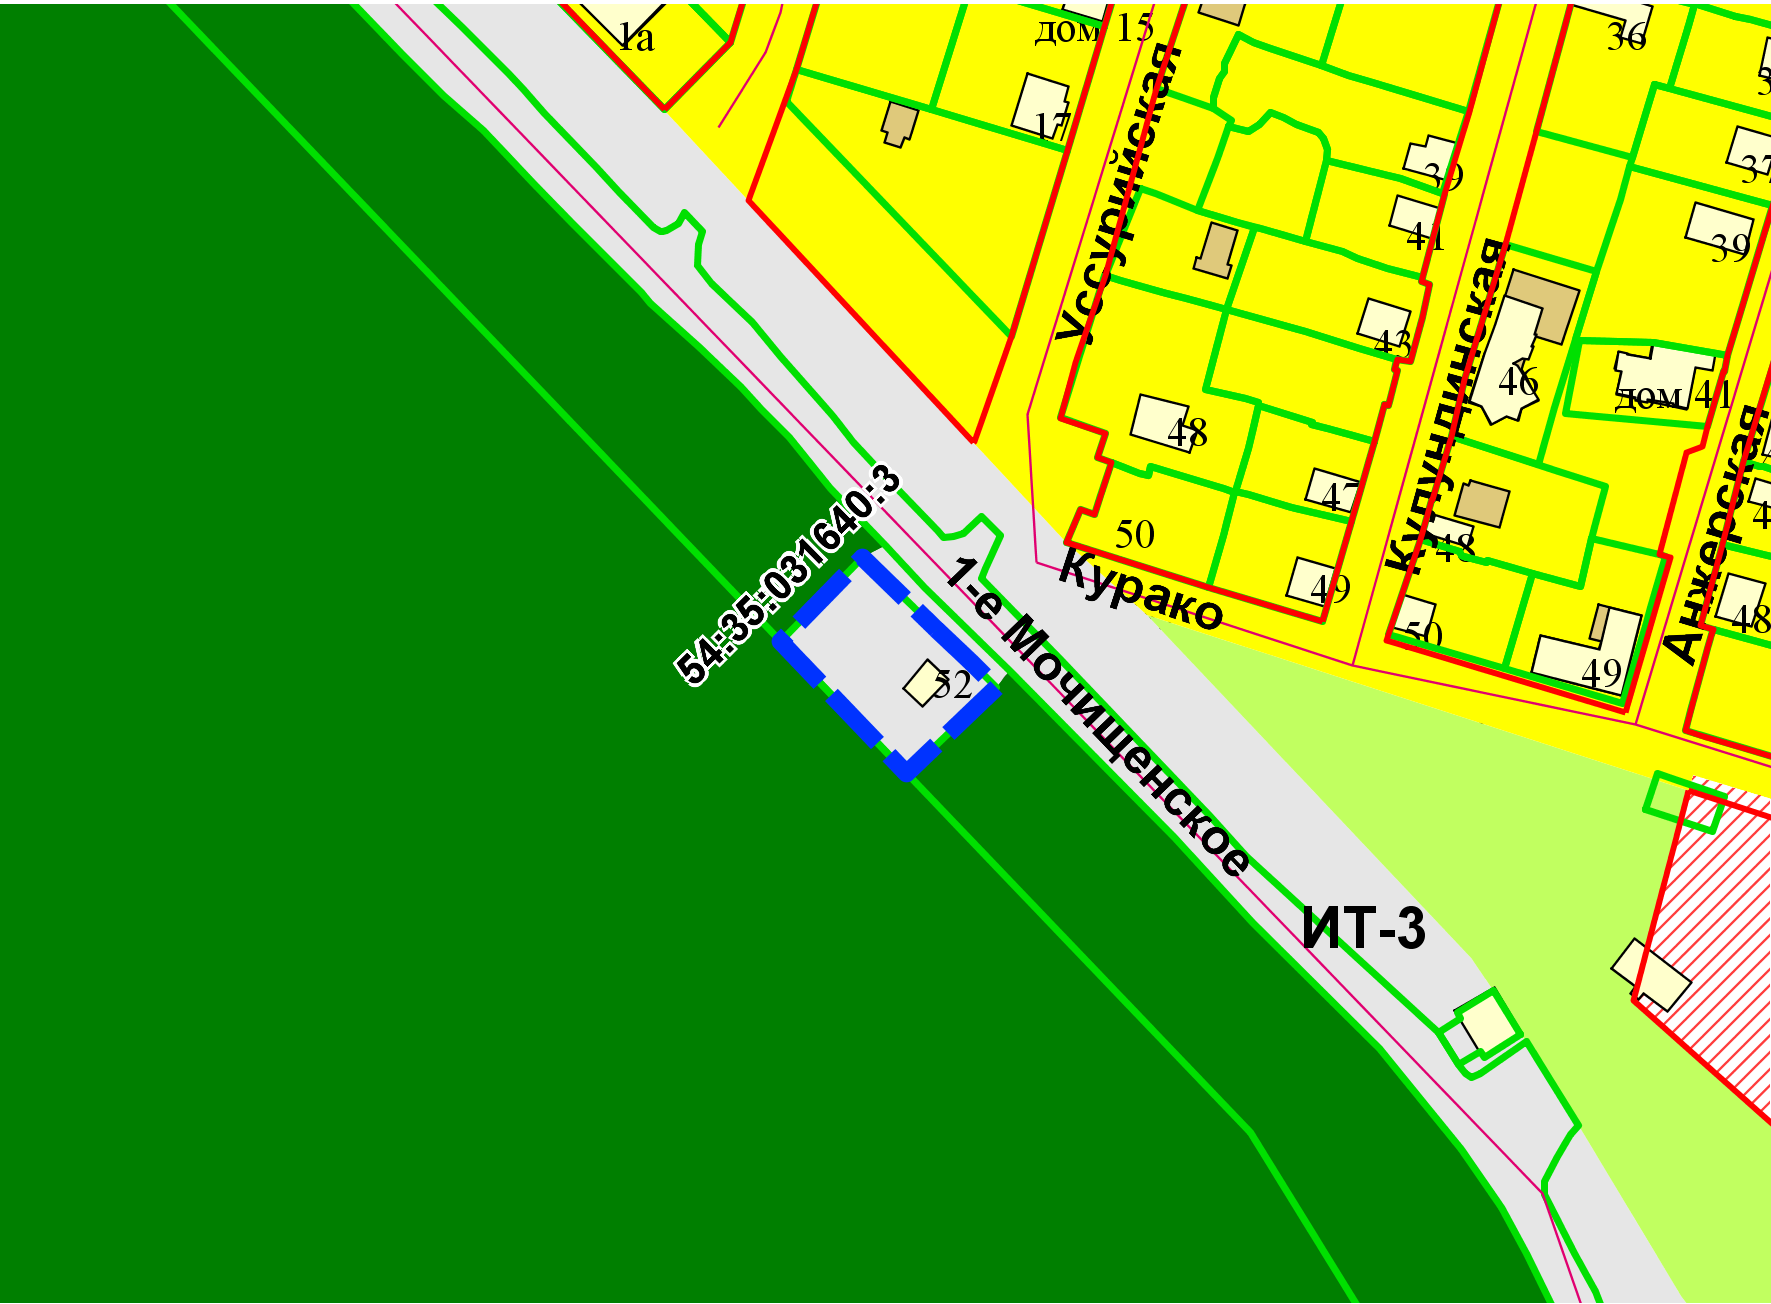 1а
дом 15
36
17
Уссурийская
39
37
41
39
43
Кулундинская
46
дом 41
48
47
Анжерская
54:35:031640:3
50
48
Курако
49
50
48
49
1-е Мочищенское
52
ИТ-3